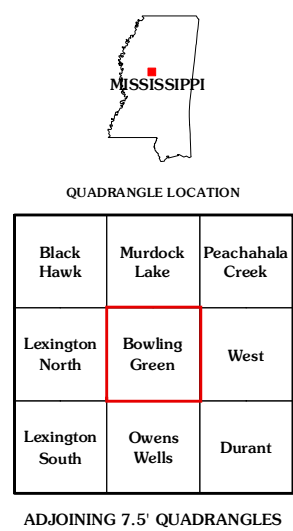 MISSISSIPPI
QUADRANGLE LOCATION
Black
Hawk
Murdock
Lake
Peachahala
Creek
Lexington
North
Bowling
Green
West
Lexington
South
Owens
Wells
Durant
ADJOINING 7.5' QUADRANGLES